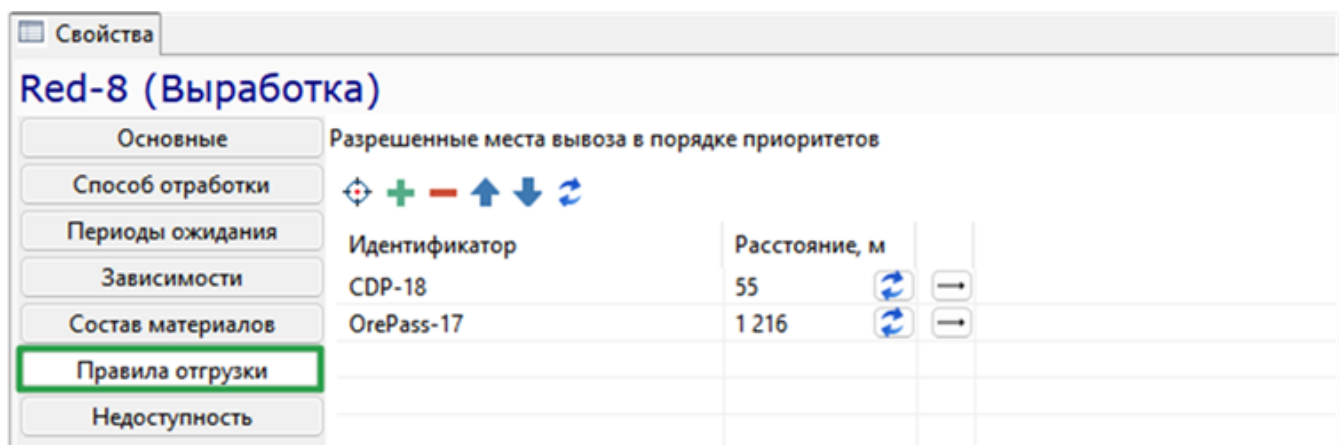 Свойства
Red-8 (Выработка)
Основные
Способ отработки
Периоды ожидания
Зависимости
Состав материалов
Правила отгрузки
Недоступность
Разрешенные места вывоза в порядке приоритетов
Идентификатор Расстояние, м
CDP-18 55
OrePass-17 1 216